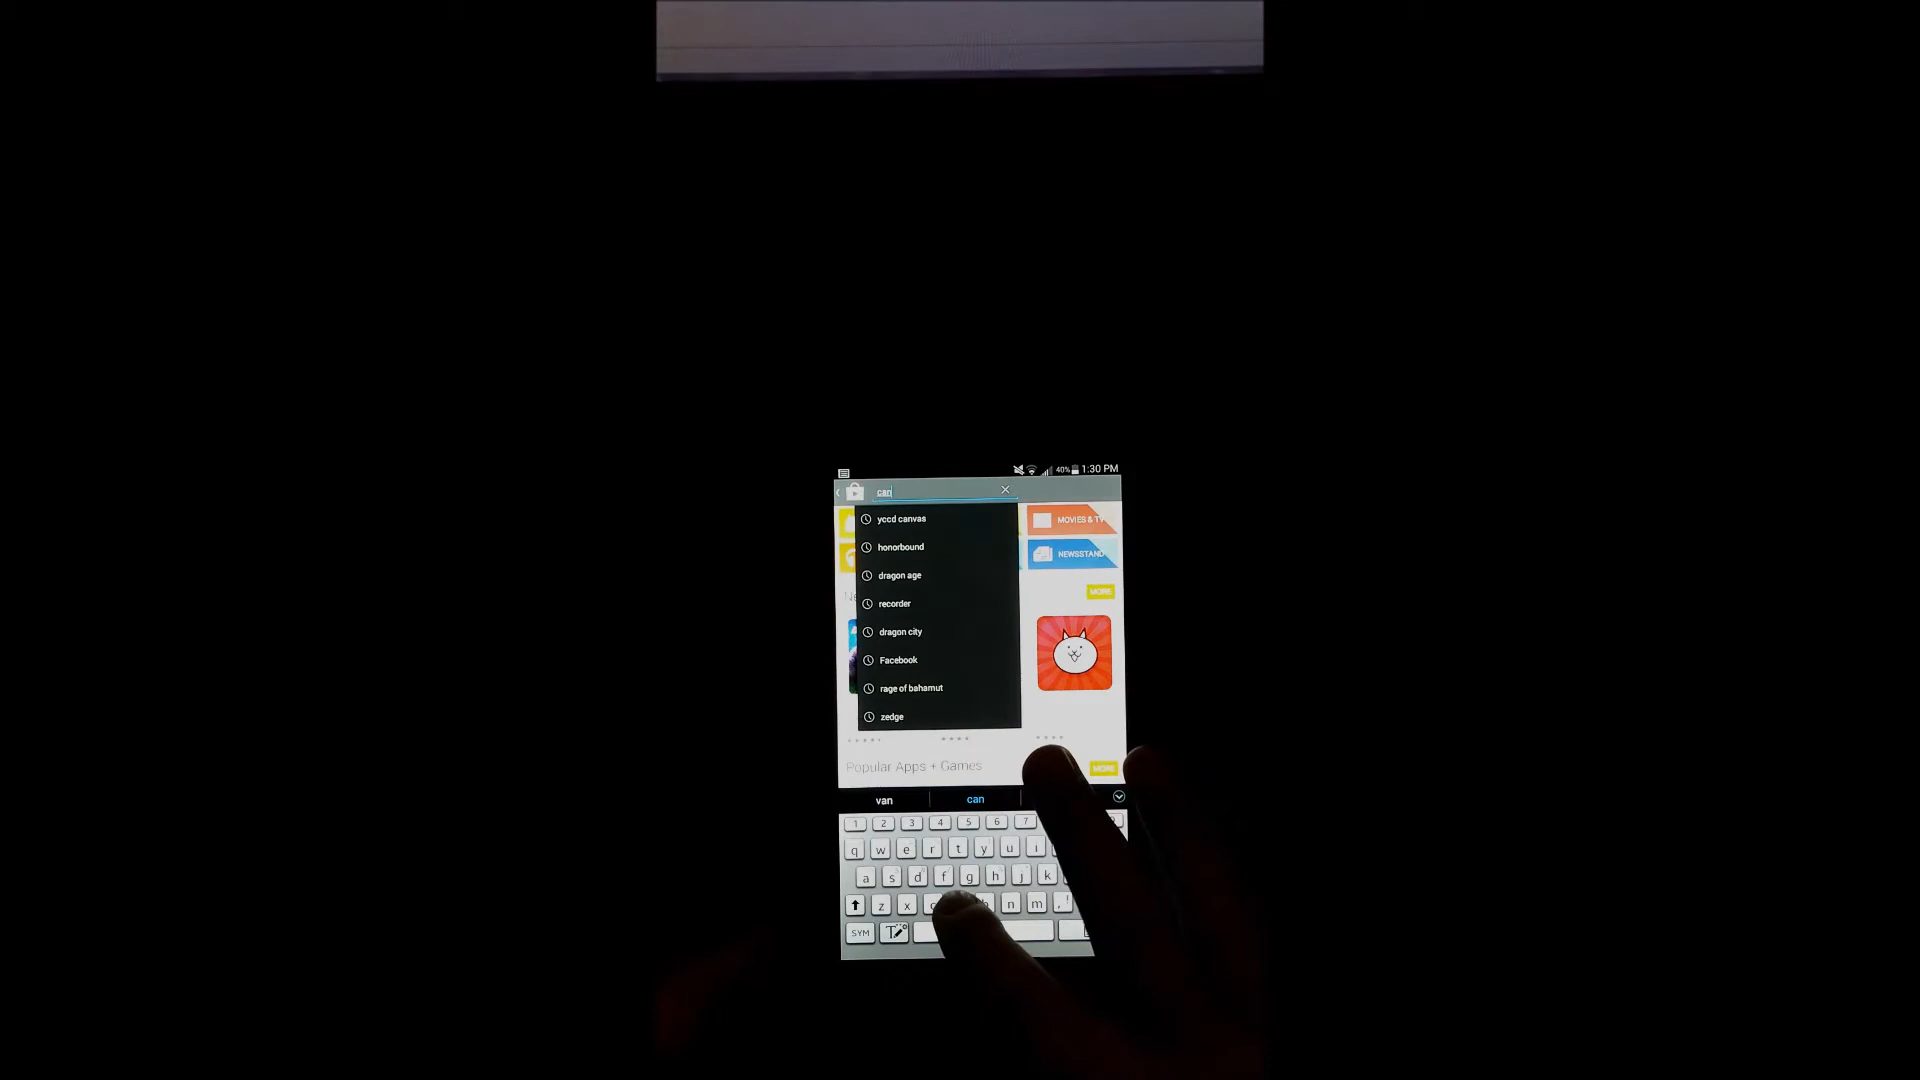 40% 1:30 PM
can
yccd canvas
honorbound
dragon age
recorder
dragon city
Facebook
rage of bahamut
zedge
MOVIES & TV
NEWSSTAND
MORE
Popular Apps + Games
MORE
van can
1 2 3 4 5 6 7
q w e r t y u i
a s d f g h j k
z x c n m , !
SYM T